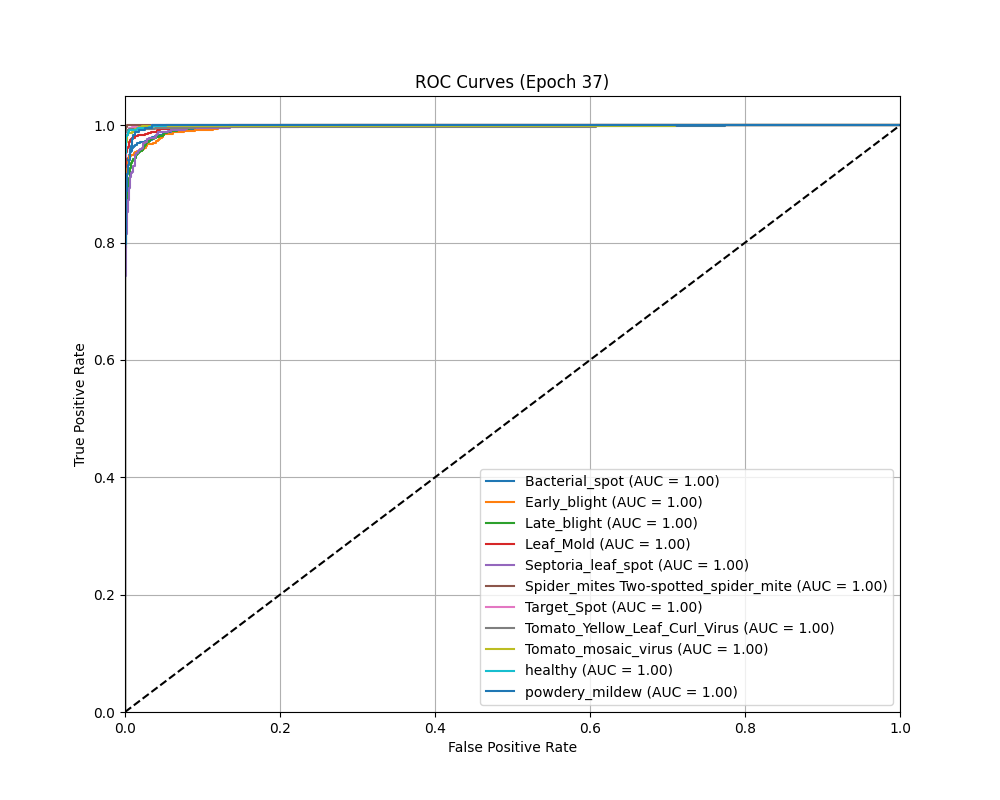 ROC Curves (Epoch 37)
True Positive Rate
1.0
0.8
0.6
0.4
0.2
0.0
Bacterial_spot (AUC = 1.00)
Early_blight (AUC = 1.00)
Late_blight (AUC = 1.00)
Leaf_Mold (AUC = 1.00)
Septoria_leaf_spot (AUC = 1.00)
Spider_mites Two-spotted_spider_mite (AUC = 1.00)
Target_Spot (AUC = 1.00)
Tomato_Yellow_Leaf_Curl_Virus (AUC = 1.00)
Tomato_mosaic_virus (AUC = 1.00)
healthy (AUC = 1.00)
powdery_mildew (AUC = 1.00)
0.0 0.2 0.4 0.6 0.8 1.0
False Positive Rate